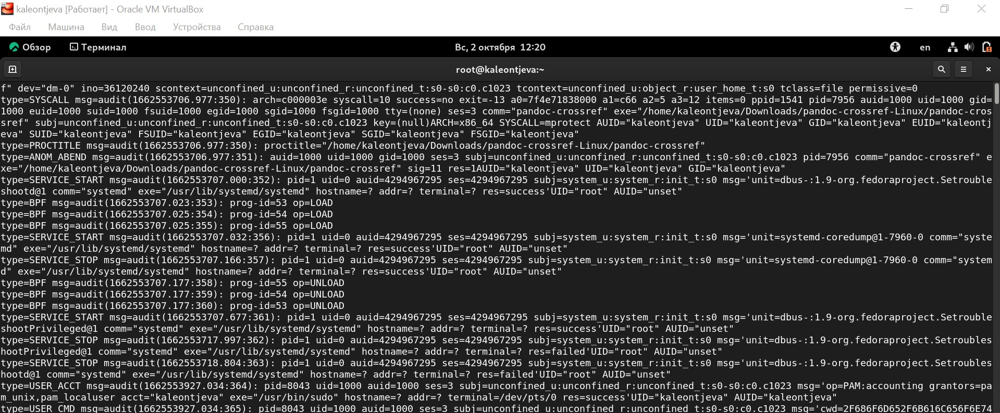 kaleontjeva [Работает] - Oracle VM VirtualBox
Файл Машина Вид Ввод Устройства Справка
Обзор Терминал Вс, 2 октября 12:20 en
root@kaleontjeva:~
f" dev="dm-0" ino=36120240 scontext=unconfined_u:unconfined_r:unconfined_t:s0-s0:c0.c1023 tcontext=unconfined_u:object_r:user_home_t:s0 tclass=file permissive=0
type=SYSCALL msg=audit(1662553706.977:350): arch=c000003e syscall=10 success=no exit=-13 a0=7f4e71838000 a1=c66 a2=5 a3=12 items=0 ppid=1541 pid=7956 auid=1000 uid=1000 gid=
1000 euid=1000 suid=1000 fsuid=1000 egid=1000 sgid=1000 fsgid=1000 tty=(none) ses=3 comm="pandoc-crossref" exe="/home/kaleontjeva/Downloads/pandoc-crossref-Linux/pandoc-cros
sref" subj=unconfined_u:unconfined_r:unconfined_t:s0-s0:c0.c1023 key=(null)ARCH=x86_64 SYSCALL=mprotect AUID="kaleontjeva" UID="kaleontjeva" GID="kaleontjeva" EUID="kaleontj
eva" SUID="kaleontjeva" FSUID="kaleontjeva" EGID="kaleontjeva" SGID="kaleontjeva" FSGID="kaleontjeva"
type=PROCTITLE msg=audit(1662553706.977:350): proctitle="/home/kaleontjeva/Downloads/pandoc-crossref-Linux/pandoc-crossref"
type=ANOM_ABEND msg=audit(1662553706.977:351): auid=1000 uid=1000 gid=1000 ses=3 subj=unconfined_u:unconfined_r:unconfined_t:s0-s0:c0.c1023 pid=7956 comm="pandoc-crossref" e
xe="/home/kaleontjeva/Downloads/pandoc-crossref-Linux/pandoc-crossref" sig=11 res=1AUID="kaleontjeva" UID="kaleontjeva" GID="kaleontjeva"
type=SERVICE_START msg=audit(1662553707.000:352): pid=1 uid=0 auid=4294967295 ses=4294967295 subj=system_u:system_r:init_t:s0 msg='unit=dbus-:1.9-org.fedoraproject.Setrouble
shootd@1 comm="systemd" exe="/usr/lib/systemd/systemd" hostname=? addr=? terminal=? res=success'UID="root" AUID="unset"
type=BPF msg=audit(1662553707.023:353): prog-id=53 op=LOAD
type=BPF msg=audit(1662553707.025:354): prog-id=54 op=LOAD
type=BPF msg=audit(1662553707.025:355): prog-id=55 op=LOAD
type=SERVICE_START msg=audit(1662553707.032:356): pid=1 uid=0 auid=4294967295 ses=4294967295 subj=system_u:system_r:init_t:s0 msg='unit=systemd-coredump@1-7960-0 comm="syste
md" exe="/usr/lib/systemd/systemd" hostname=? addr=? terminal=? res=success'UID="root" AUID="unset"
type=SERVICE_STOP msg=audit(1662553707.166:357): pid=1 uid=0 auid=4294967295 ses=4294967295 subj=system_u:system_r:init_t:s0 msg='unit=systemd-coredump@1-7960-0 comm="system
d" exe="/usr/lib/systemd/systemd" hostname=? addr=? terminal=? res=success'UID="root" AUID="unset"
type=BPF msg=audit(1662553707.177:358): prog-id=55 op=UNLOAD
type=BPF msg=audit(1662553707.177:359): prog-id=54 op=UNLOAD
type=BPF msg=audit(1662553707.177:360): prog-id=53 op=UNLOAD
type=SERVICE_START msg=audit(1662553707.677:361): pid=1 uid=0 auid=4294967295 ses=4294967295 subj=system_u:system_r:init_t:s0 msg='unit=dbus-:1.9-org.fedoraproject.Setrouble
shootPrivileged@1 comm="systemd" exe="/usr/lib/systemd/systemd" hostname=? addr=? terminal=? res=success'UID="root" AUID="unset"
type=SERVICE_STOP msg=audit(1662553717.997:362): pid=1 uid=0 auid=4294967295 ses=4294967295 subj=system_u:system_r:init_t:s0 msg='unit=dbus-:1.9-org.fedoraproject.Setroubles
hootPrivileged@1 comm="systemd" exe="/usr/lib/systemd/systemd" hostname=? addr=? terminal=? res=failed'UID="root" AUID="unset"
type=SERVICE_STOP msg=audit(1662553718.804:363): pid=1 uid=0 auid=4294967295 ses=4294967295 subj=system_u:system_r:init_t:s0 msg='unit=dbus-:1.9-org.fedoraproject.Setroubles
hootd@1 comm="systemd" exe="/usr/lib/systemd/systemd" hostname=? addr=? terminal=? res=failed'UID="root" AUID="unset"
type=USER_ACCT msg=audit(1662553927.034:364): pid=8043 uid=1000 auid=1000 ses=3 subj=unconfined_u:unconfined_r:unconfined_t:s0-s0:c0.c1023 msg='op=PAM:accounting grantors=pa
m_unix,pam_localuser acct="kaleontjeva" exe="/usr/bin/sudo" hostname=? addr=? terminal=/dev/pts/0 res=success'UID="kaleontjeva" AUID="kaleontjeva"
type=USER_CMD msg=audit(1662553927.034:365): pid=8043 uid=1000 auid=1000 ses=3 subj=unconfined_u:unconfined_r:unconfined_t:s0-s0:c0.c1023 msg='cwd=2F686F6D652F6B616C656F6E74